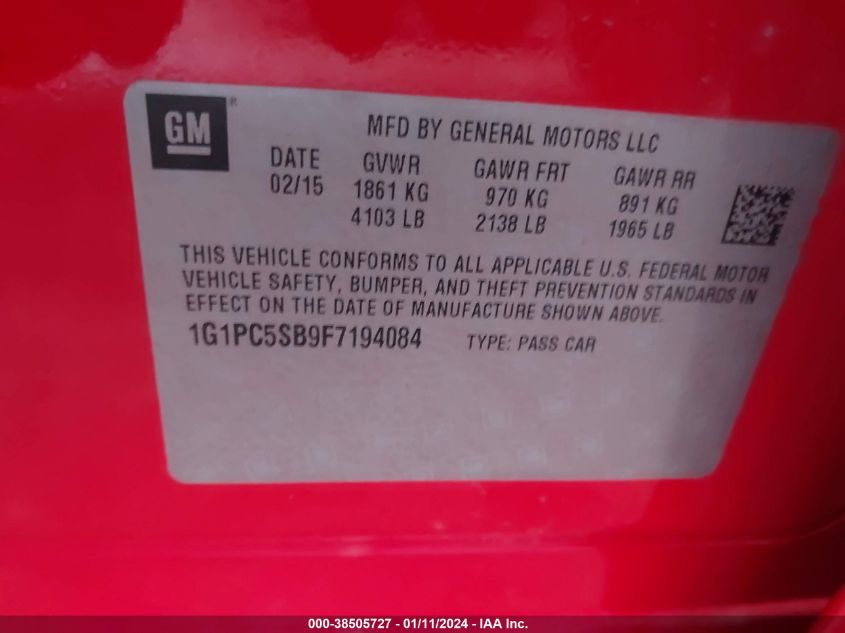 GM®
MFD BY GENERAL MOTORS LLC
DATE GVWR GAWR FRT GAWR RR
02/15 1861 KG 970 KG 891 KG
4103 LB 2138 LB 1965 LB
THIS VEHICLE CONFORMS TO ALL APPLICABLE U.S. FEDERAL MOTOR
VEHICLE SAFETY, BUMPER, AND THEFT PREVENTION STANDARDS IN
EFFECT ON THE DATE OF MANUFACTURE SHOWN ABOVE.
1G1PC5SB9F7194084 TYPE: PASS CAR
000-38505727 - 01/11/2024 - IAA Inc.